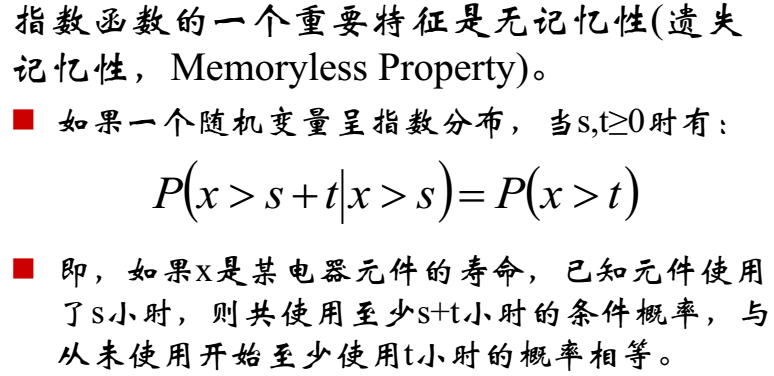 指数函数的一个重要特征是无记忆性(遗失
记忆性，Memoryless Property)。
■ 如果一个随机变量呈指数分布，当s,t≥0时有：
P(x > s + t|x > s) = P(x > t)
■ 即，如果x是某电器元件的寿命，已知元件使用
了s小时，则共使用至少s+t小时的条件概率，与
从未使用开始至少使用t小时的概率相等。